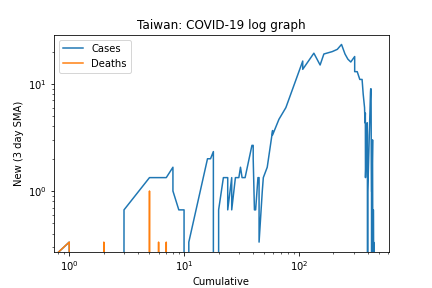 Taiwan: COVID-19 log graph
Cases
Deaths
New (3 day SMA)
10¹
10⁰
10⁰ 10¹ 10²
Cumulative